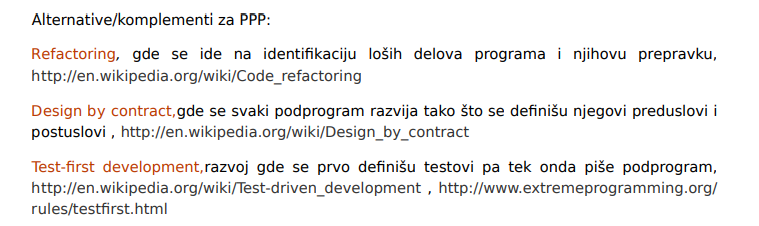 Alternative/komplementi za PPP:
Refactoring, gde se ide na identifikaciju loših delova programa i njihovu prepravku,
http://en.wikipedia.org/wiki/Code_refactoring
Design by contract,gde se svaki podprogram razvija tako što se definišu njegovi preduslovi i
postuslovi , http://en.wikipedia.org/wiki/Design_by_contract
Test-first development,razvoj gde se prvo definišu testovi pa tek onda piše podprogram,
http://en.wikipedia.org/wiki/Test-driven_development , http://www.extremeprogramming.org/
rules/testfirst.html